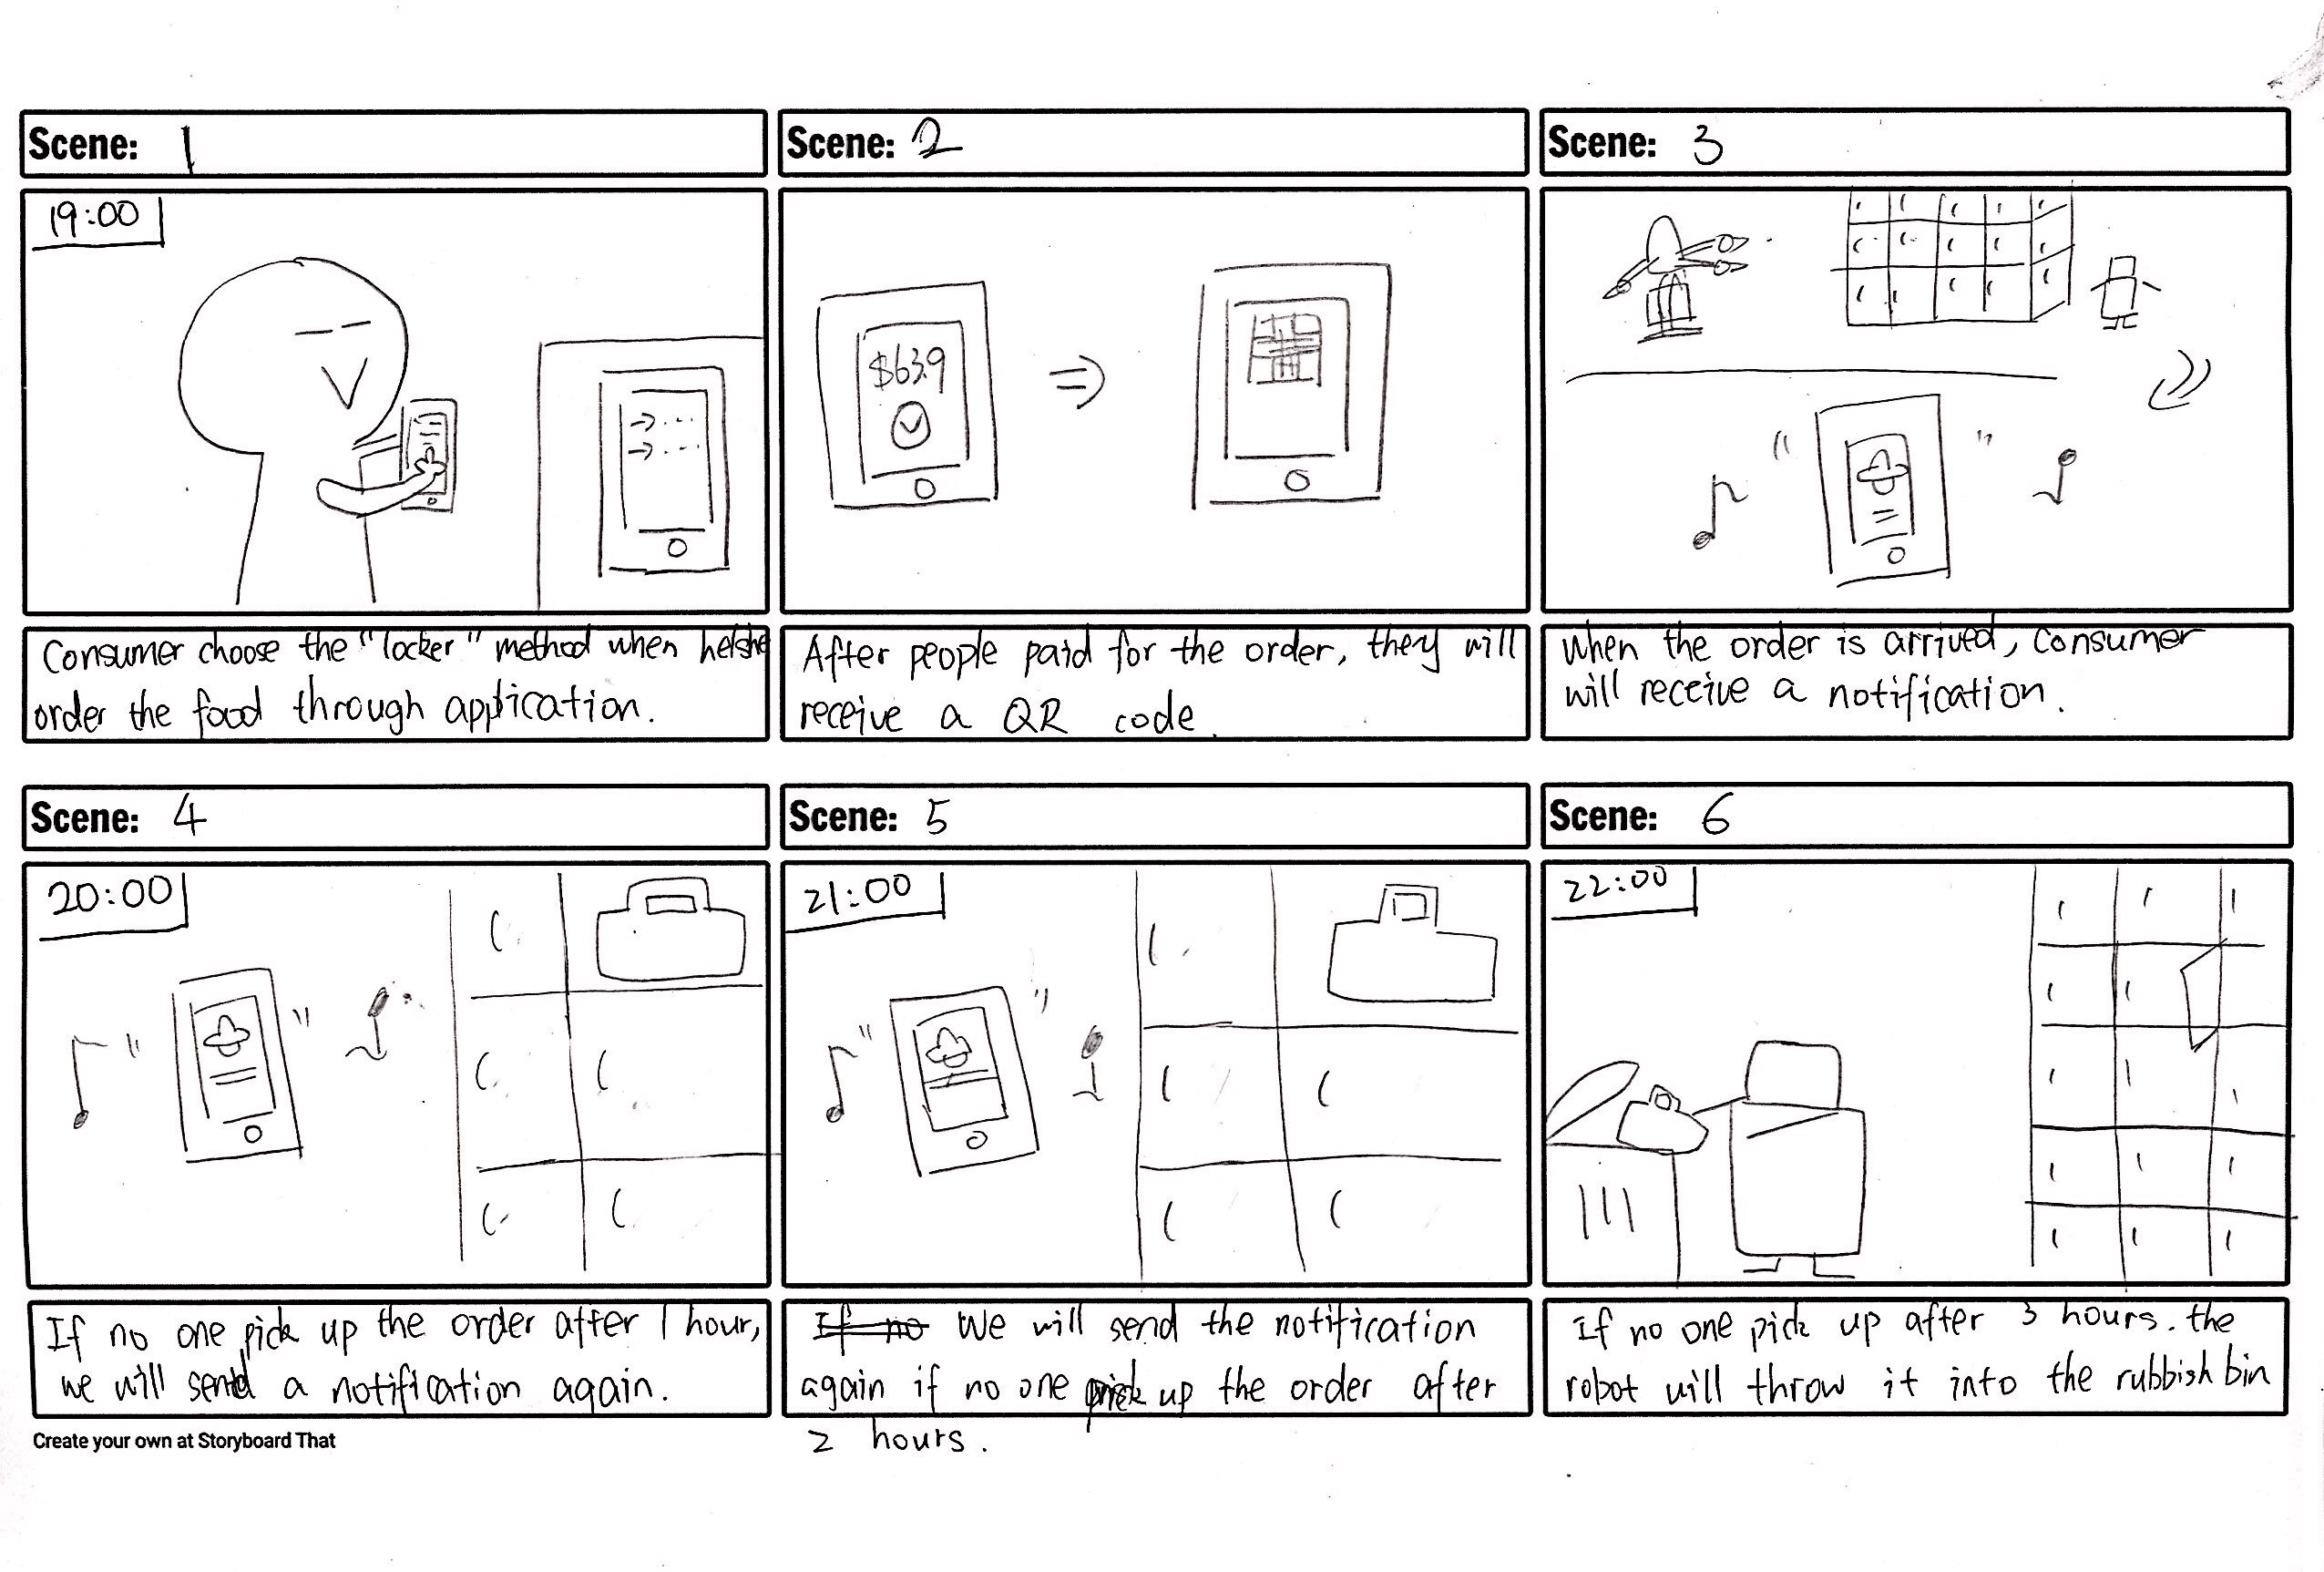 Scene: 1
Scene: 2
Scene: 3
19:00
$63.9
Consumer choose the "locker" method when he/she
order the food through application.
After people paid for the order, they will
receive a QR code.
When the order is arrived, consumer
will receive a notification.
Scene: 4
Scene: 5
Scene: 6
20:00
21:00
22:00
If no one pick up the order after 1 hour,
we will send a notification again.
If no We will send the notification
again if no one pick up the order after
2 hours.
If no one pick up after 3 hours. the
robot will throw it into the rubbish bin
Create your own at Storyboard That